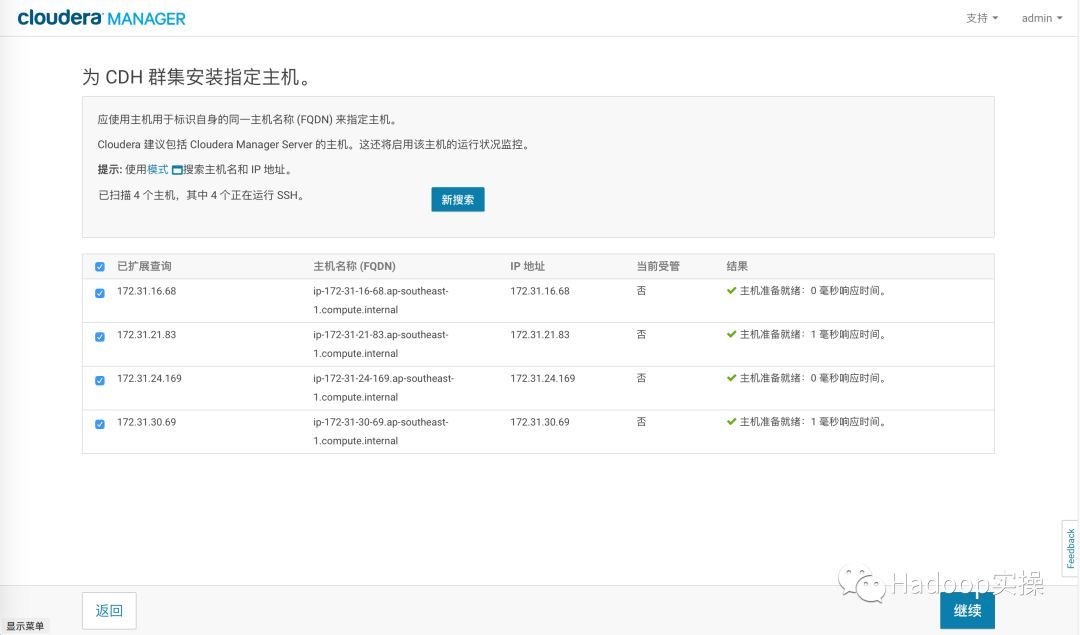 cloudera MANAGER 支持 admin
为 CDH 群集安装指定主机。
应使用主机用于标识自身的同一主机名称 (FQDN) 来指定主机。
Cloudera 建议包括 Cloudera Manager Server 的主机。这还将启用该主机的运行状况监控。
提示: 使用模式 搜索主机名和 IP 地址。
已扫描 4 个主机，其中 4 个正在运行 SSH。 新搜索
已扩展查询 主机名称 (FQDN) IP 地址 当前受管 结果
172.31.16.68 ip-172-31-16-68.ap-southeast- 172.31.16.68 否 主机准备就绪：0 毫秒响应时间。
1.compute.internal
172.31.21.83 ip-172-31-21-83.ap-southeast- 172.31.21.83 否 主机准备就绪：1 毫秒响应时间。
1.compute.internal
172.31.24.169 ip-172-31-24-169.ap-southeast- 172.31.24.169 否 主机准备就绪：0 毫秒响应时间。
1.compute.internal
172.31.30.69 ip-172-31-30-69.ap-southeast- 172.31.30.69 否 主机准备就绪：1 毫秒响应时间。
1.compute.internal
Feedback
Hadoop实操
返回 继续
显示菜单